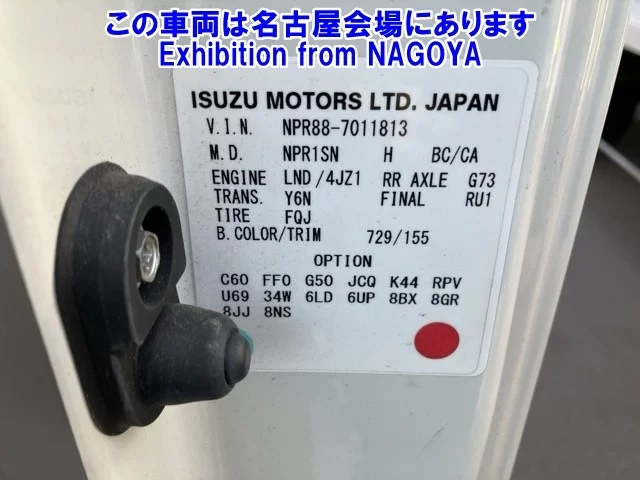 この車両は名古屋会場にあります
Exhibition from NAGOYA
ISUZU MOTORS LTD. JAPAN
V.I.N. NPR88-7011813
M.D. NPR1SN H BC/CA
ENGINE LND/4JZ1 RR AXLE G73
TRANS. Y6N FINAL RU1
TIRE FQJ
B.COLOR/TRIM 729/155
OPTION
C60 FF0 G50 JCQ K44 RPV
U69 34W 6LD 6UP 8BX 8GR
8JJ 8NS